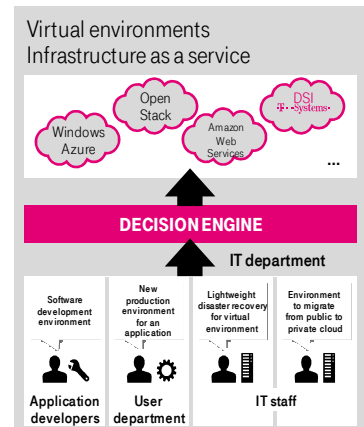 Virtual environments
Infrastructure as a service
Open
Stack
DSI
T··Systems·
Windows
Azure
Amazon
Web
Services
...
DECISION ENGINE
IT department
Software
development
environment
New
production
environment
for an
application
Lightweight
disaster recovery
for virtual
environment
Environment
to migrate
from public to
private cloud
Application
developers
User
department
IT staff